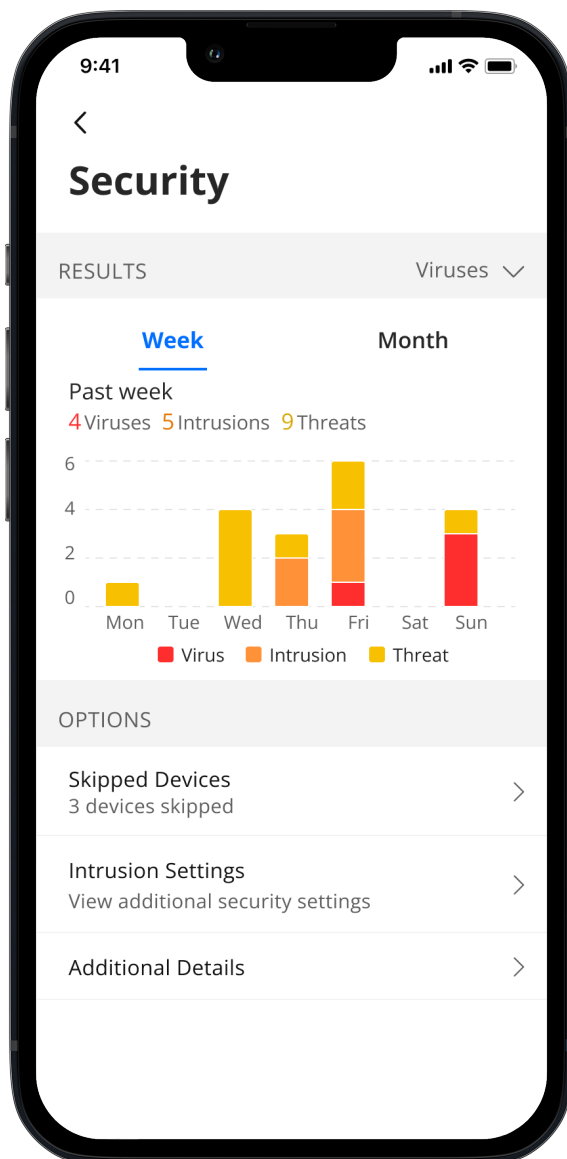 9:41
Security
RESULTS Viruses
Week Month
Past week
4 Viruses 5 Intrusions 9 Threats
6
4
2
0
Mon Tue Wed Thu Fri Sat Sun
Virus Intrusion Threat
OPTIONS
Skipped Devices
3 devices skipped
Intrusion Settings
View additional security settings
Additional Details